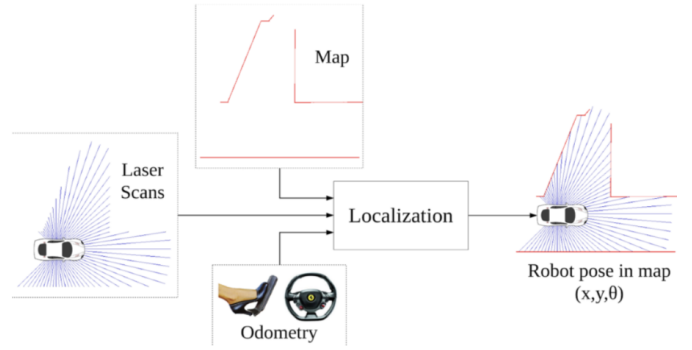 Map
Laser
Scans
Localization
Odometry
Robot pose in map
(x,y,θ)